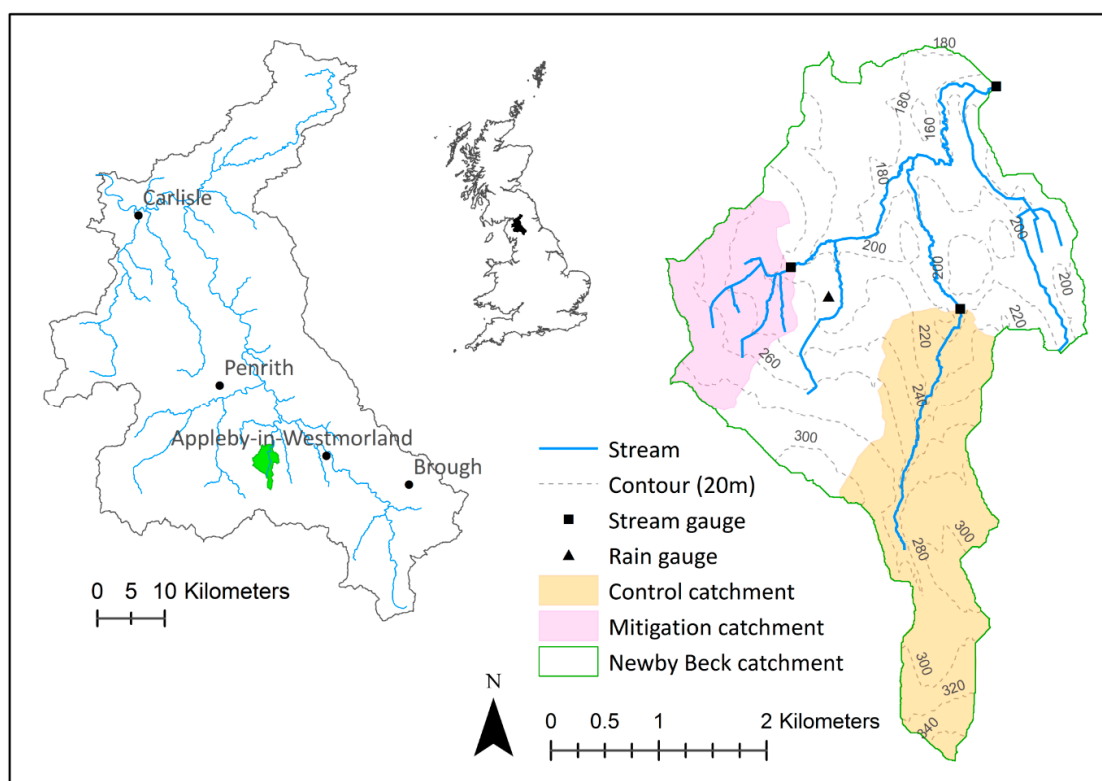 Carlisle
Penrith
Appleby-in-Westmorland
Brough
0 5 10 Kilometers
Stream
Contour (20m)
Stream gauge
Rain gauge
Control catchment
Mitigation catchment
Newby Beck catchment
N
0 0.5 1 2 Kilometers
180
180
160
180
200
200
200
200
220
220
240
260
300
300
280
300
320
340